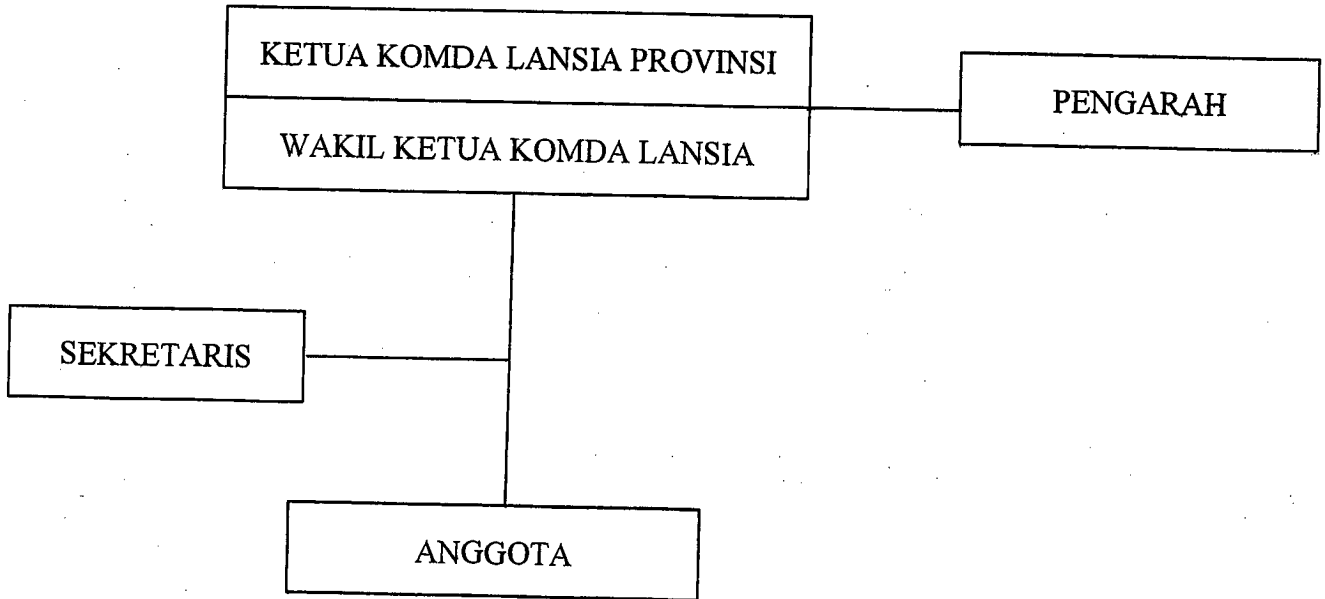 KETUA KOMDA LANSIA PROVINSI
WAKIL KETUA KOMDA LANSIA
PENGARAH
SEKRETARIS
ANGGOTA